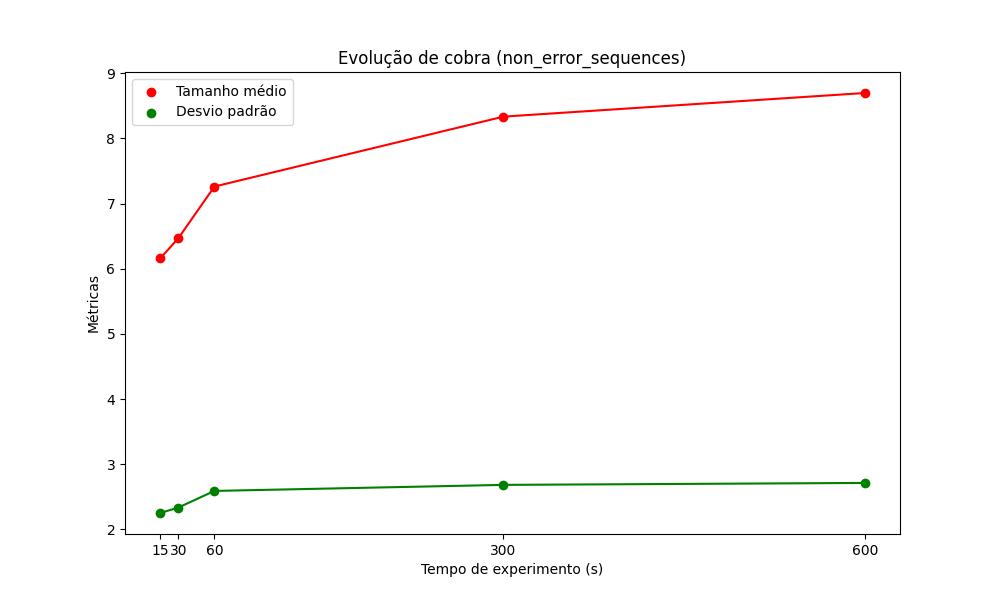 Evolução de cobra (non_error_sequences)
Tamanho médio
Desvio padrão
Métricas
9
8
7
6
5
4
3
2
15 30 60 300 600
Tempo de experimento (s)